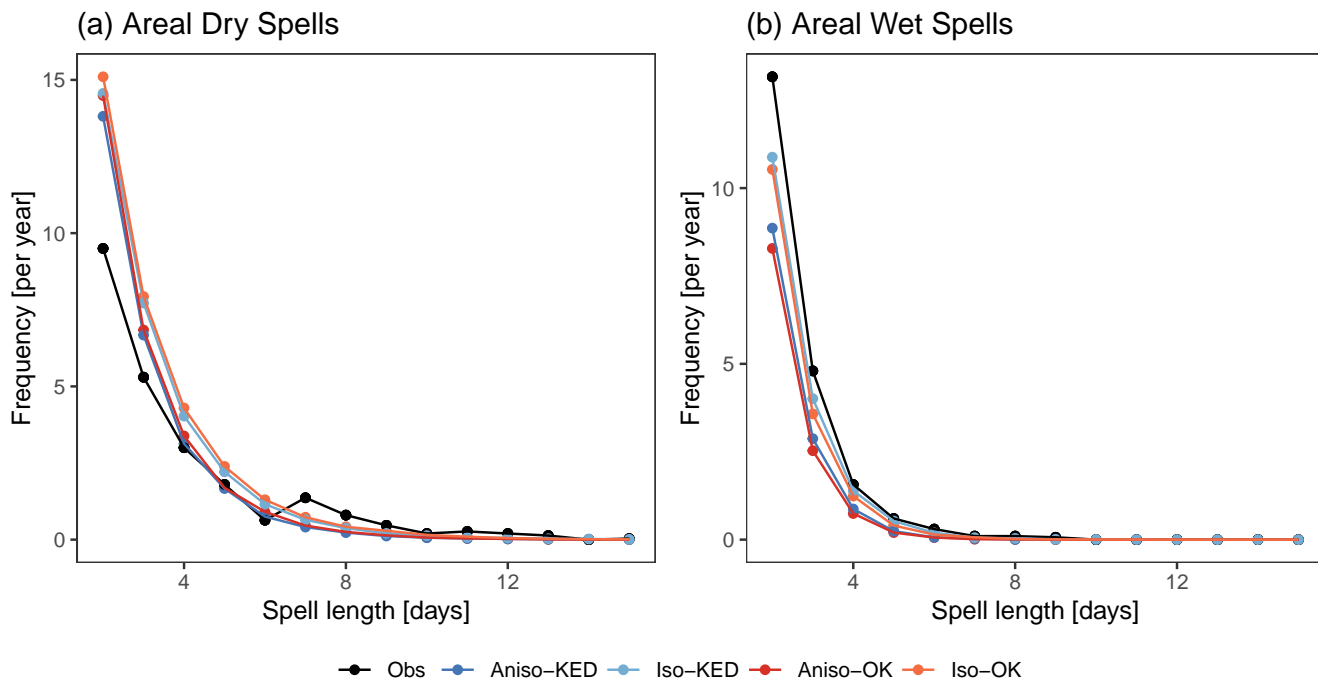 (a) Areal Dry Spells
(b) Areal Wet Spells
Frequency [per year]
15
10
5
0
4
8
12
Spell length [days]
Frequency [per year]
10
5
0
4
8
12
Spell length [days]
Obs Aniso−KED Iso−KED Aniso−OK Iso−OK